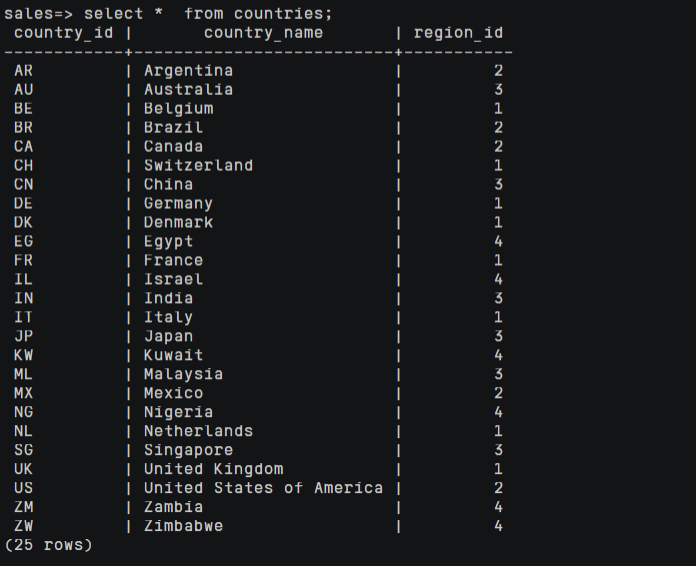 sales=> select *  from countries;
 country_id |       country_name       | region_id
------------+--------------------------+-----------
 AR         | Argentina                |         2
 AU         | Australia                |         3
 BE         | Belgium                  |         1
 BR         | Brazil                   |         2
 CA         | Canada                   |         2
 CH         | Switzerland              |         1
 CN         | China                    |         3
 DE         | Germany                  |         1
 DK         | Denmark                  |         1
 EG         | Egypt                    |         4
 FR         | France                   |         1
 IL         | Israel                   |         4
 IN         | India                    |         3
 IT         | Italy                    |         1
 JP         | Japan                    |         3
 KW         | Kuwait                   |         4
 ML         | Malaysia                 |         3
 MX         | Mexico                   |         2
 NG         | Nigeria                  |         4
 NL         | Netherlands              |         1
 SG         | Singapore                |         3
 UK         | United Kingdom           |         1
 US         | United States of America |         2
 ZM         | Zambia                   |         4
 ZW         | Zimbabwe                 |         4
(25 rows)